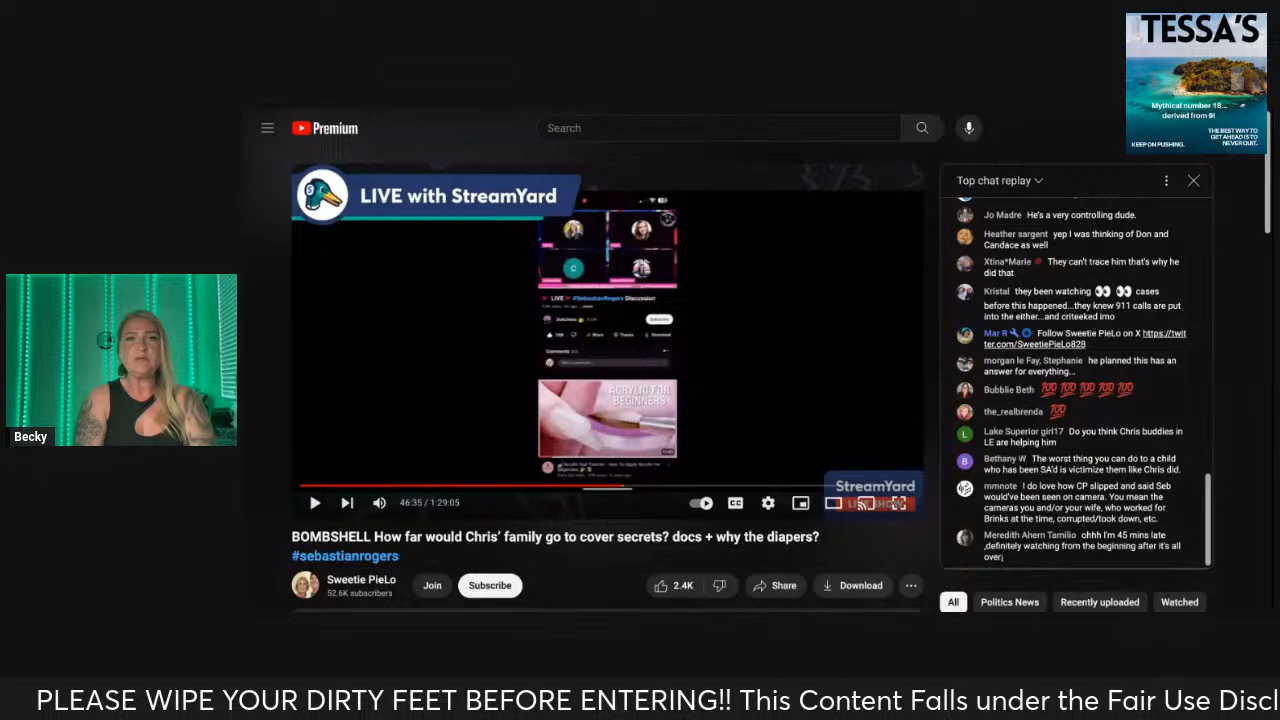 TESSA'S
Mythical number 18...
derived from 9!
THE BEST WAY TO
GET AHEAD IS TO
NEVER QUIT.
KEEP ON PUSHING.
Premium
Search
LIVE with StreamYard
LIVE #SebastianRogers Discussion
Subscribe
Share
Thanks
Download
Comments
ACRYLIC FOR
BEGINNERS
StreamYard
46:35 / 1:29:05
BOMBSHELL How far would Chris' family go to cover secrets? docs + why the diapers?
#sebastianrogers
Sweetie PieLo
52.6K subscribers
Join
Subscribe
2.4K
Share
Download
Top chat replay
Jo Madre He's a very controlling dude.
Heather sargent yep I was thinking of Don and
Candace as well
Xtina*Marie They can't trace him that's why he
did that
Kristal they been watching 👀 👀 cases
before this happened...they knew 911 calls are put
into the either...and criteeked imo
Mar R Follow Sweetie PieLo on X https://twit
ter.com/SweetiePieLo828
morgan le Fay, Stephanie he planned this has an
answer for everything...
Bubblie Beth 💯 💯 💯 💯 💯
the_realbrenda 💯
Lake Superior girl17 Do you think Chris buddies in
LE are helping him
Bethany W The worst thing you can do to a child
who has been SA'd is victimize them like Chris did.
mmnote I do love how CP slipped and said Seb
would've been seen on camera. You mean the
cameras you and/or your wife, who worked for
Brinks at the time, corrupted/took down, etc.
Meredith Ahern Tamilio ohhh I'm 45 mins late
,definitely watching from the beginning after it's all
over¡
All
Politics News
Recently uploaded
Watched
Becky
PLEASE WIPE YOUR DIRTY FEET BEFORE ENTERING!! This Content Falls under the Fair Use Discl